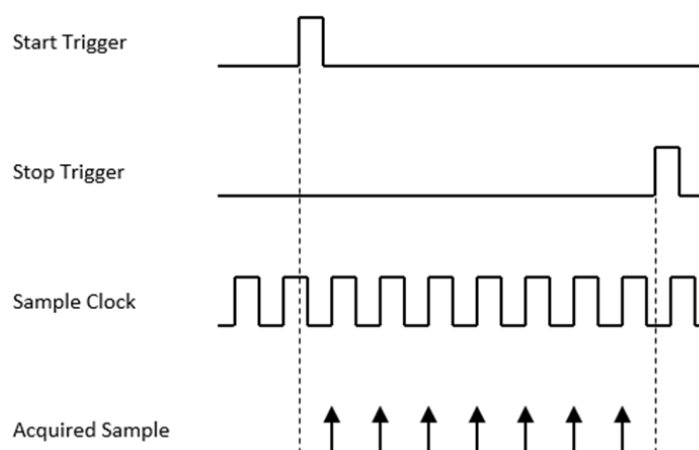 Start Trigger
Stop Trigger
Sample Clock
Acquired Sample